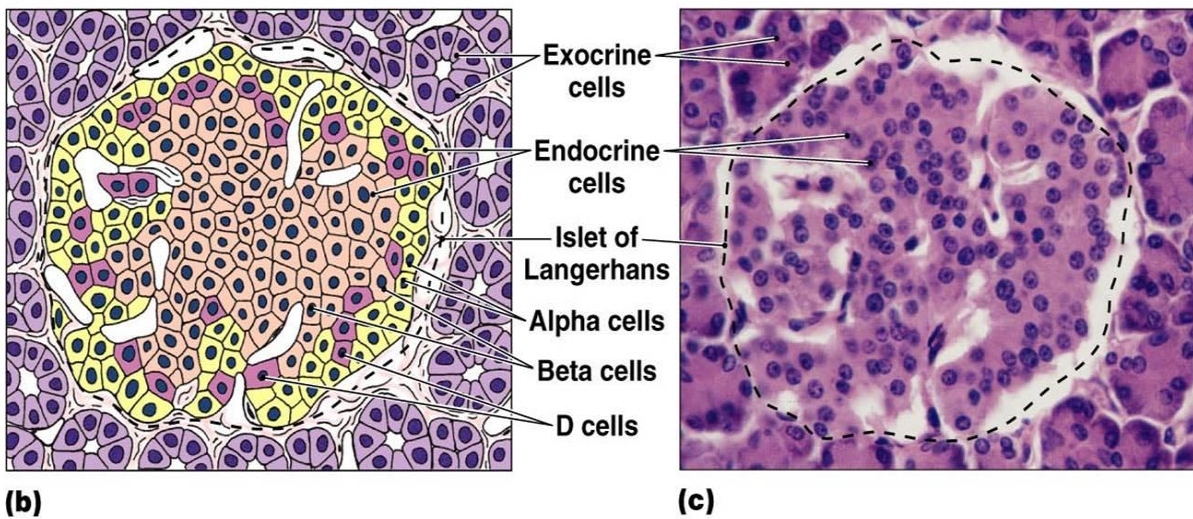 Exocrine
cells
Endocrine
cells
Islet of
Langerhans
Alpha cells
Beta cells
D cells
(b)
(c)